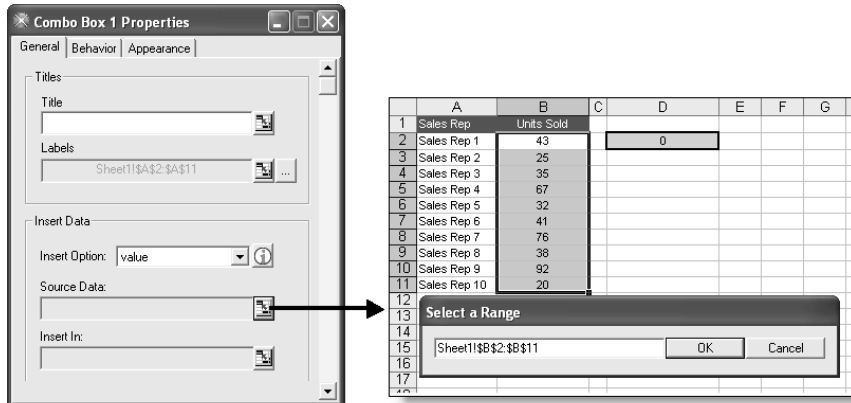 Combo Box 1 Properties
General Behavior Appearance
Titles
Title
Labels
Sheet1!$A$2:$A$11
...
Insert Data
Insert Option: value
Source Data:
Insert In:
A B C D E F G
1 Sales Rep Units Sold
2 Sales Rep 1 43 0
3 Sales Rep 2 25
4 Sales Rep 3 35
5 Sales Rep 4 67
6 Sales Rep 5 32
7 Sales Rep 6 41
8 Sales Rep 7 76
9 Sales Rep 8 38
10 Sales Rep 9 92
11 Sales Rep 10 20
12
13
14
15
16
17
Select a Range
Sheet1!$B$2:$B$11 OK Cancel